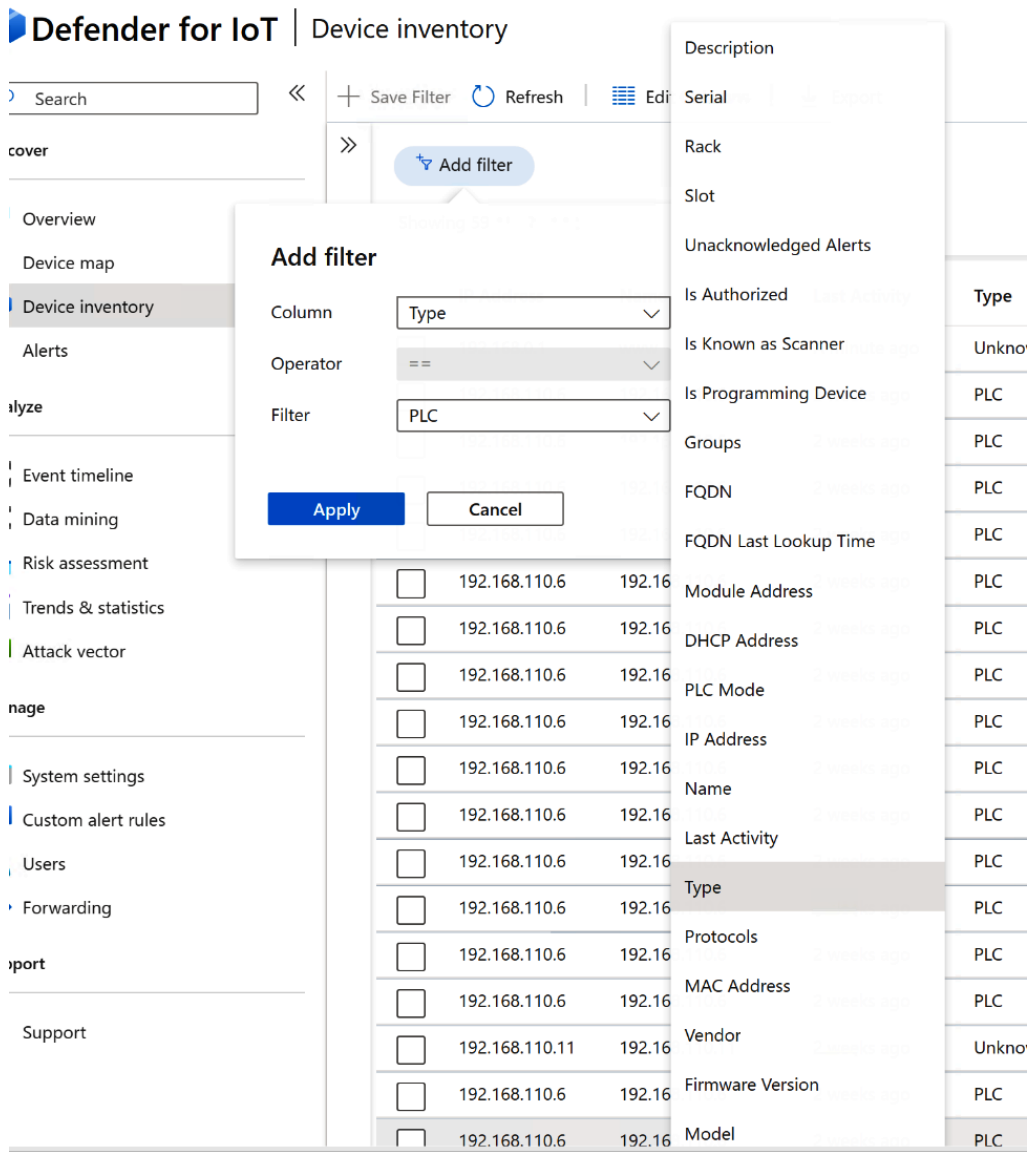 Defender for IoT | Device inventory
Search
Save Filter
Refresh
Edi
cover
Overview
Device map
Device inventory
Alerts
alyze
Event timeline
Data mining
Risk assessment
Trends & statistics
Attack vector
nage
System settings
Custom alert rules
Users
Forwarding
pport
Support
Add filter
Showing
Add filter
Column
Type
Operator
==
Filter
PLC
Apply
Cancel
Description
Serial
Rack
Slot
Unacknowledged Alerts
Is Authorized
Is Known as Scanner
Is Programming Device
Groups
FQDN
FQDN Last Lookup Time
Module Address
DHCP Address
PLC Mode
IP Address
Name
Last Activity
Type
Protocols
MAC Address
Vendor
Firmware Version
Model
Type
Unkno
PLC
PLC
PLC
PLC
192.168.110.6 192.16 PLC
192.168.110.6 192.16 PLC
192.168.110.6 192.16 PLC
192.168.110.6 192.16 PLC
192.168.110.6 192.16 PLC
192.168.110.6 192.16 PLC
192.168.110.6 192.16 PLC
192.168.110.6 192.16 PLC
192.168.110.6 192.16 PLC
192.168.110.6 192.16 PLC
192.168.110.11 192.16 Unkno
192.168.110.6 192.16 PLC
192.168.110.6 192.16 PLC